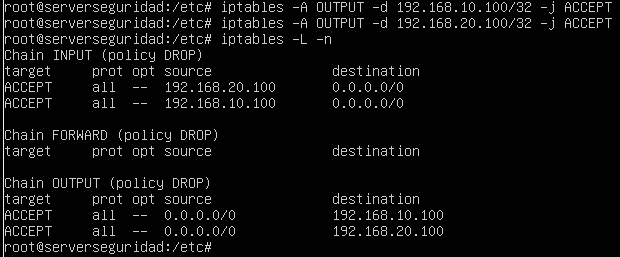 root@serverseguridad:/etc# iptables -A OUTPUT -d 192.168.10.100/32 -j ACCEPT
root@serverseguridad:/etc# iptables -A OUTPUT -d 192.168.20.100/32 -j ACCEPT
root@serverseguridad:/etc# iptables -L -n
Chain INPUT (policy DROP)
target     prot opt source               destination
ACCEPT     all  --  192.168.20.100       0.0.0.0/0
ACCEPT     all  --  192.168.10.100       0.0.0.0/0

Chain FORWARD (policy DROP)
target     prot opt source               destination

Chain OUTPUT (policy DROP)
target     prot opt source               destination
ACCEPT     all  --  0.0.0.0/0            192.168.10.100
ACCEPT     all  --  0.0.0.0/0            192.168.20.100
root@serverseguridad:/etc#